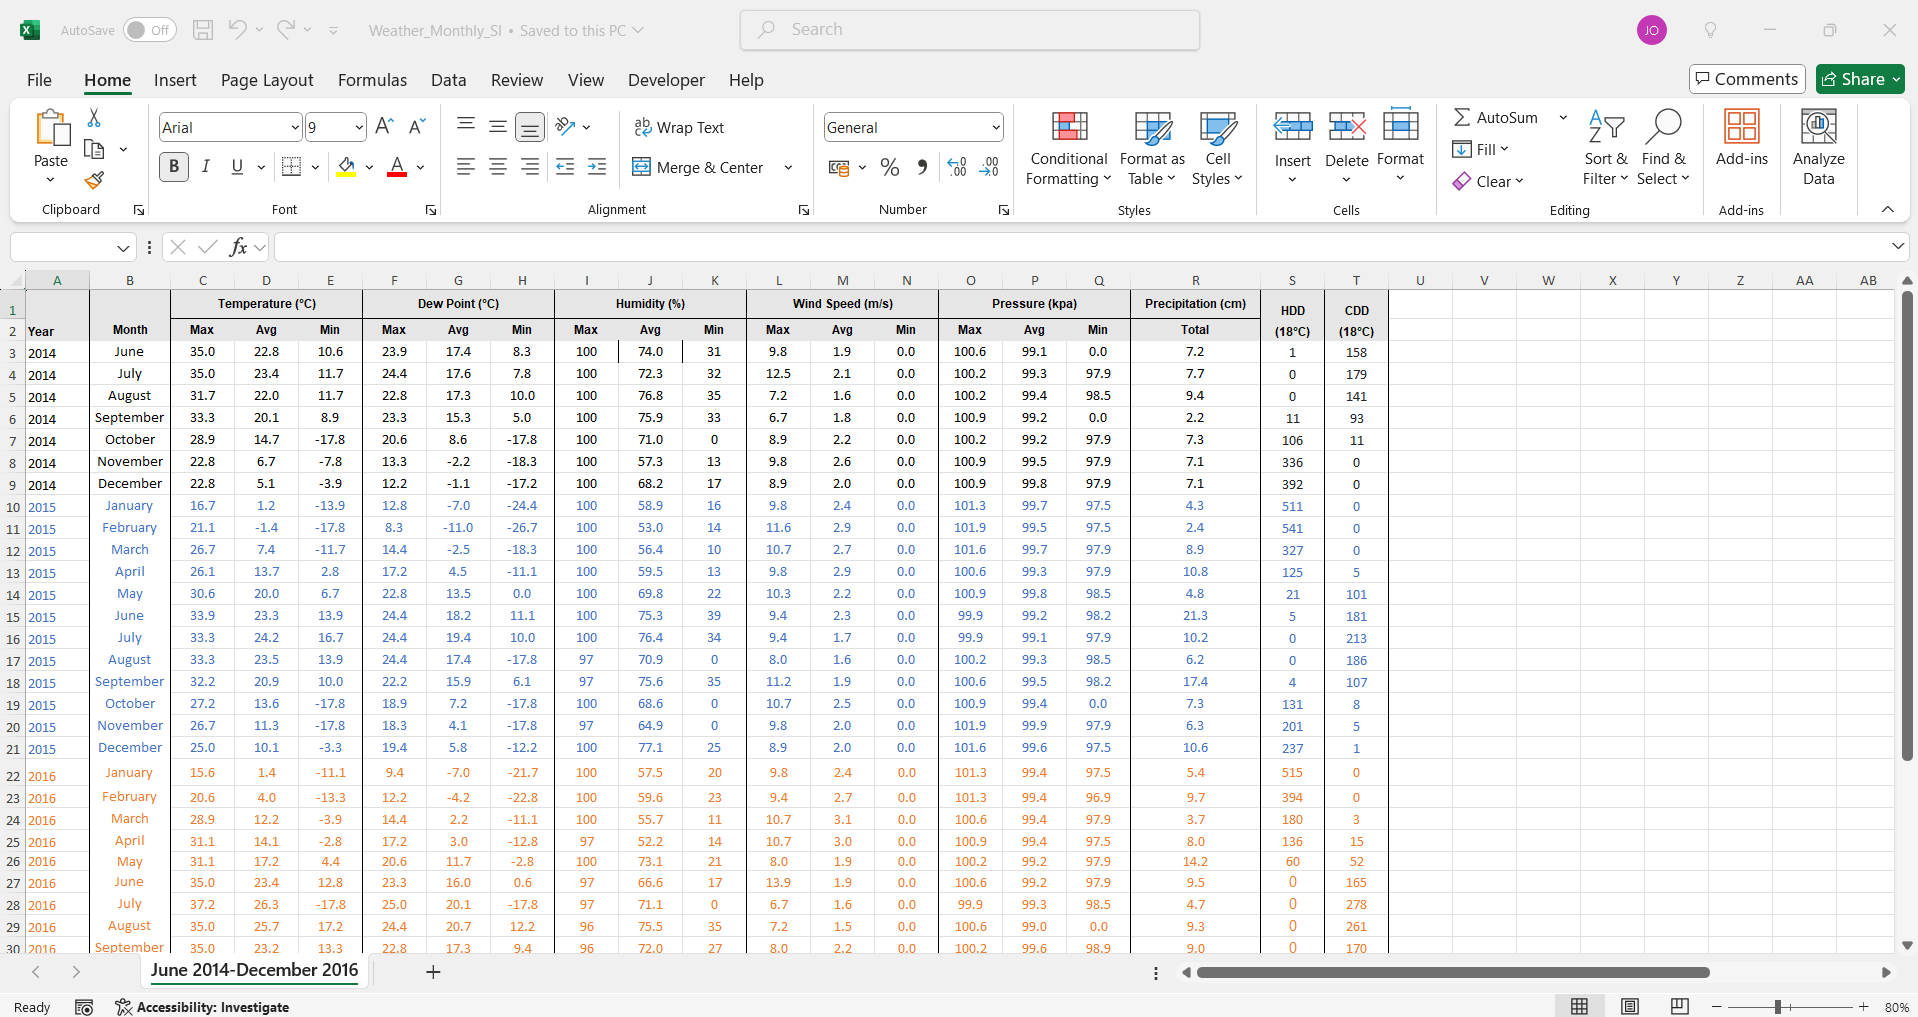 AutoSave Off Weather_Monthly_SI • Saved to this PC Search JO
File Home Insert Page Layout Formulas Data Review View Developer Help Comments Share
Paste Arial 9 Wrap Text General Conditional Formatting Format as Table Cell Styles Insert Delete Format AutoSum Fill Clear Sort & Filter Find & Select Add-ins Analyze Data
B I U A Merge & Center % .00
Clipboard Font Alignment Number Styles Cells Editing Add-ins
fx
A B C D E F G H I J K L M N O P Q R S T U V W X Y Z AA AB
1 Temperature (°C) Dew Point (°C) Humidity (%) Wind Speed (m/s) Pressure (kpa) Precipitation (cm) HDD CDD
2 Year Month Max Avg Min Max Avg Min Max Avg Min Max Avg Min Max Avg Min Total (18°C) (18°C)
3 2014 June 35.0 22.8 10.6 23.9 17.4 8.3 100 74.0 31 9.8 1.9 0.0 100.6 99.1 0.0 7.2 1 158
4 2014 July 35.0 23.4 11.7 24.4 17.6 7.8 100 72.3 32 12.5 2.1 0.0 100.2 99.3 97.9 7.7 0 179
5 2014 August 31.7 22.0 11.7 22.8 17.3 10.0 100 76.8 35 7.2 1.6 0.0 100.2 99.4 98.5 9.4 0 141
6 2014 September 33.3 20.1 8.9 23.3 15.3 5.0 100 75.9 33 6.7 1.8 0.0 100.9 99.2 0.0 2.2 11 93
7 2014 October 28.9 14.7 -17.8 20.6 8.6 -17.8 100 71.0 0 8.9 2.2 0.0 100.2 99.2 97.9 7.3 106 11
8 2014 November 22.8 6.7 -7.8 13.3 -2.2 -18.3 100 57.3 13 9.8 2.6 0.0 100.9 99.5 97.9 7.1 336 0
9 2014 December 22.8 5.1 -3.9 12.2 -1.1 -17.2 100 68.2 17 8.9 2.0 0.0 100.9 99.8 97.9 7.1 392 0
10 2015 January 16.7 1.2 -13.9 12.8 -7.0 -24.4 100 58.9 16 9.8 2.4 0.0 101.3 99.7 97.5 4.3 511 0
11 2015 February 21.1 -1.4 -17.8 8.3 -11.0 -26.7 100 53.0 14 11.6 2.9 0.0 101.9 99.5 97.5 2.4 541 0
12 2015 March 26.7 7.4 -11.7 14.4 -2.5 -18.3 100 56.4 10 10.7 2.7 0.0 101.6 99.7 97.9 8.9 327 0
13 2015 April 26.1 13.7 2.8 17.2 4.5 -11.1 100 59.5 13 9.8 2.9 0.0 100.6 99.3 97.9 10.8 125 5
14 2015 May 30.6 20.0 6.7 22.8 13.5 0.0 100 69.8 22 10.3 2.2 0.0 100.9 99.8 98.5 4.8 21 101
15 2015 June 33.9 23.3 13.9 24.4 18.2 11.1 100 75.3 39 9.4 2.3 0.0 99.9 99.2 98.2 21.3 5 181
16 2015 July 33.3 24.2 16.7 24.4 19.4 10.0 100 76.4 34 9.4 1.7 0.0 99.9 99.1 97.9 10.2 0 213
17 2015 August 33.3 23.5 13.9 24.4 17.4 -17.8 97 70.9 0 8.0 1.6 0.0 100.2 99.3 98.5 6.2 0 186
18 2015 September 32.2 20.9 10.0 22.2 15.9 6.1 97 75.6 35 11.2 1.9 0.0 100.6 99.5 98.2 17.4 4 107
19 2015 October 27.2 13.6 -17.8 18.9 7.2 -17.8 100 68.6 0 10.7 2.5 0.0 100.9 99.4 0.0 7.3 131 8
20 2015 November 26.7 11.3 -17.8 18.3 4.1 -17.8 97 64.9 0 9.8 2.0 0.0 101.9 99.9 97.9 6.3 201 5
21 2015 December 25.0 10.1 -3.3 19.4 5.8 -12.2 100 77.1 25 8.9 2.0 0.0 101.6 99.6 97.5 10.6 237 1
22 2016 January 15.6 1.4 -11.1 9.4 -7.0 -21.7 100 57.5 20 9.8 2.4 0.0 101.3 99.4 97.5 5.4 515 0
23 2016 February 20.6 4.0 -13.3 12.2 -4.2 -22.8 100 59.6 23 9.4 2.7 0.0 101.3 99.4 96.9 9.7 394 0
24 2016 March 28.9 12.2 -3.9 14.4 2.2 -11.1 100 55.7 11 10.7 3.1 0.0 100.6 99.4 97.9 3.7 180 3
25 2016 April 31.1 14.1 -2.8 17.2 3.0 -12.8 97 52.2 14 10.7 3.0 0.0 100.9 99.4 97.5 8.0 136 15
26 2016 May 31.1 17.2 4.4 20.6 11.7 -2.8 100 73.1 21 8.0 1.9 0.0 100.2 99.2 97.9 14.2 60 52
27 2016 June 35.0 23.4 12.8 23.3 16.0 0.6 97 66.6 17 13.9 1.9 0.0 100.6 99.2 97.9 9.5 0 165
28 2016 July 37.2 26.3 -17.8 25.0 20.1 -17.8 97 71.1 0 6.7 1.6 0.0 99.9 99.3 98.5 4.7 0 278
29 2016 August 35.0 25.7 17.2 24.4 20.7 12.2 96 75.5 35 7.2 1.5 0.0 100.6 99.0 0.0 9.3 0 261
30 2016 September 35.0 23.2 13.3 22.8 17.3 9.4 96 72.0 27 8.0 2.2 0.0 100.2 99.6 98.9 9.0 0 170
June 2014-December 2016
Ready Accessibility: Investigate 80%